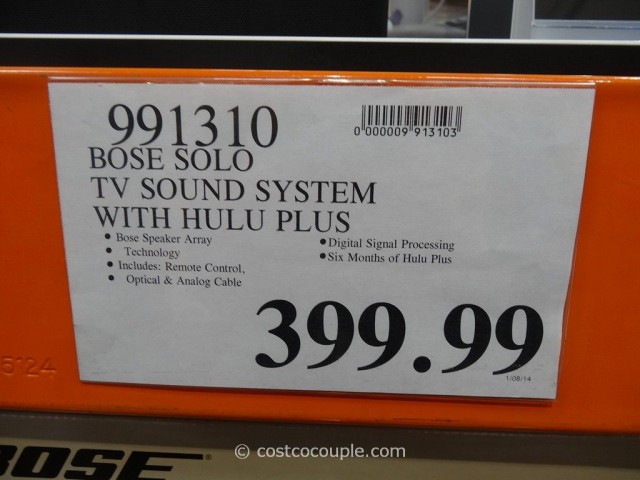 991310
0 000009 913103
BOSE SOLO
TV SOUND SYSTEM
WITH HULU PLUS
• Bose Speaker Array
• Technology
• Includes: Remote Control,
• Optical & Analog Cable
• Digital Signal Processing
• Six Months of Hulu Plus
399.99
1/08/14
5124
BOSE
© costcocouple.com